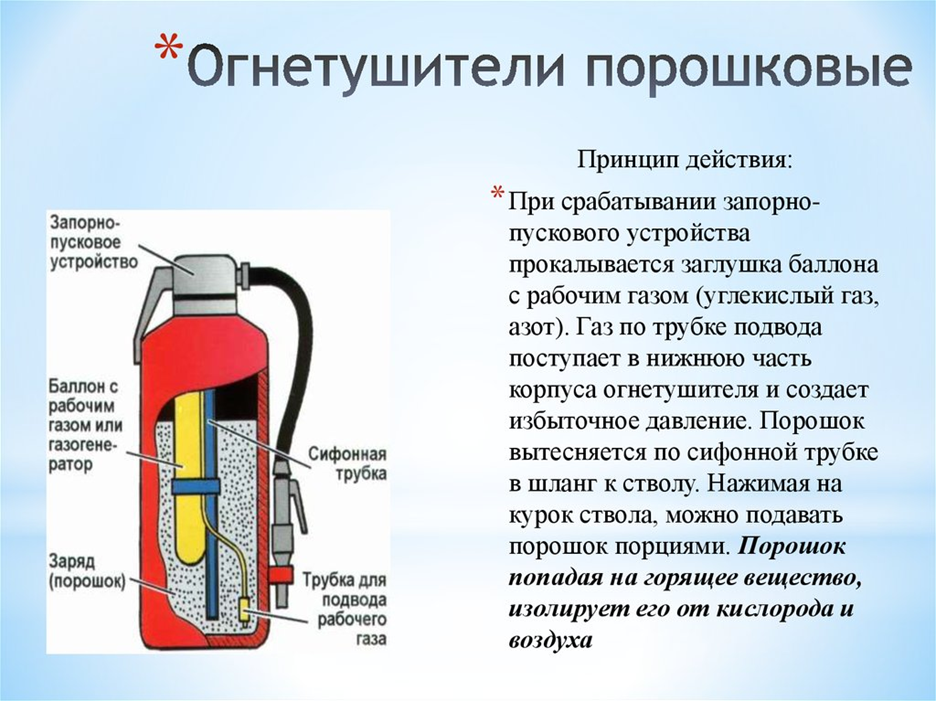 * Огнетушители порошковые
Принцип действия:
* При срабатывании запорно-
пускового устройства
прокалывается заглушка баллона
с рабочим газом (углекислый газ,
азот). Газ по трубке подвода
поступает в нижнюю часть
корпуса огнетушителя и создает
избыточное давление. Порошок
вытесняется по сифонной трубке
в шланг к стволу. Нажимая на
курок ствола, можно подавать
порошок порциями. Порошок
попадая на горящее вещество,
изолирует его от кислорода и
воздуха
Запорно-
пусковое
устройство
Баллон с
рабочим
газом или
газогене-
ратор
Сифонная
трубка
Заряд
(порошок)
Трубка для
подвода
рабочего
газа